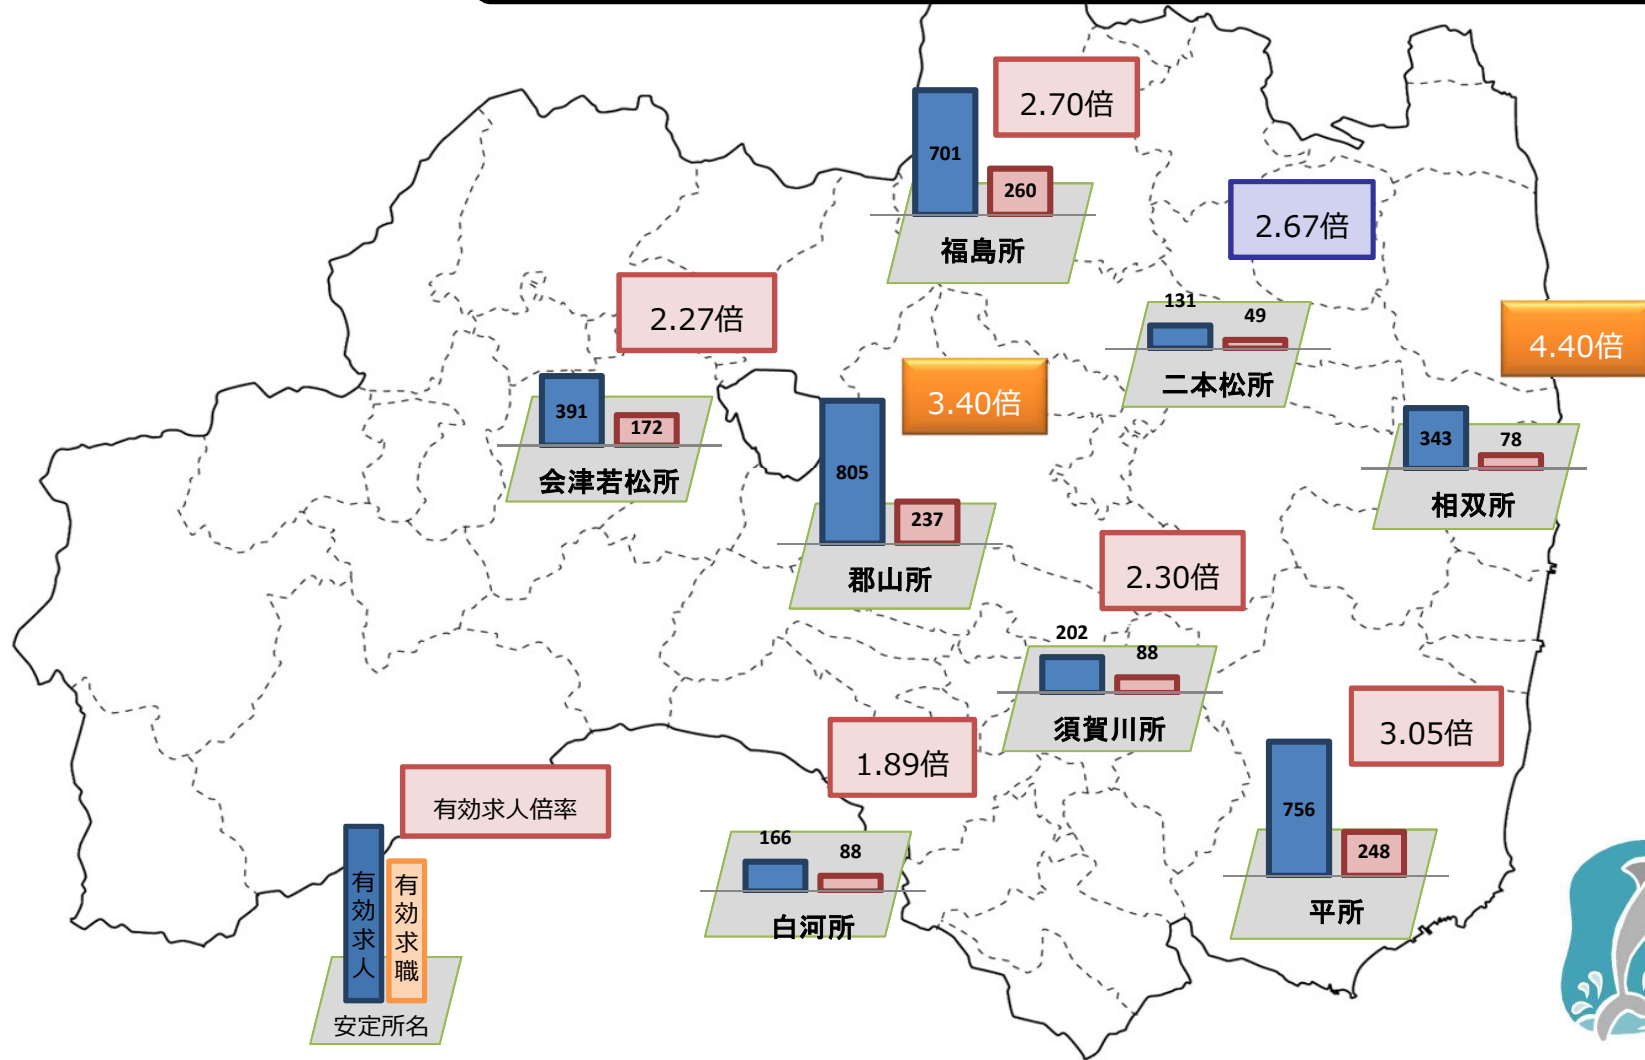 2.70倍
701
260
福島所
2.67倍
131
49
二本松所
2.27倍
391
172
会津若松所
3.40倍
805
237
郡山所
4.40倍
343
78
相双所
2.30倍
202
88
須賀川所
1.89倍
166
88
白河所
3.05倍
756
248
平所
有効求人倍率
有効求人
有効求職
安定所名